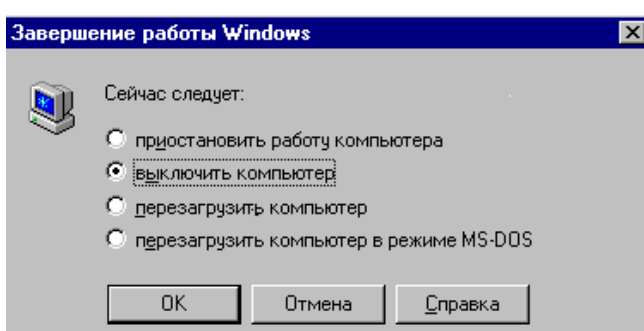 Завершение работы Windows
Сейчас следует:
приостановить работу компьютера
выключить компьютер
перезагрузить компьютер
перезагрузить компьютер в режиме MS-DOS
OK Отмена Справка